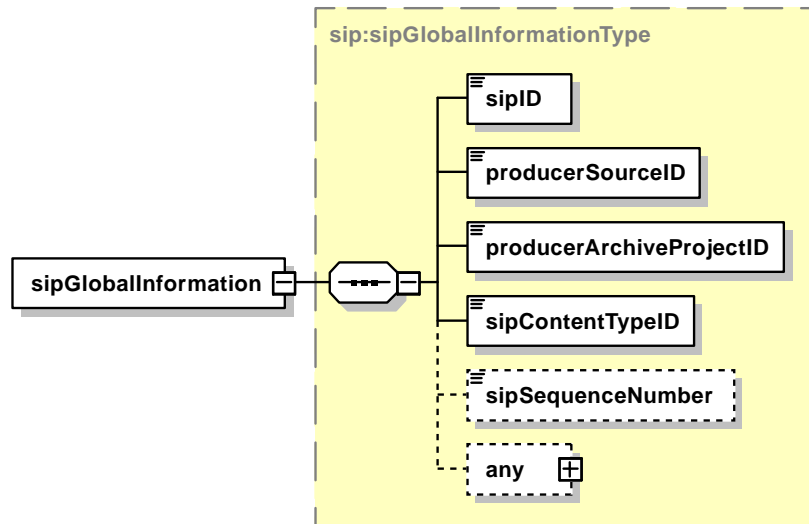 sip:sipGlobalInformationType
sipID
producerSourceID
producerArchiveProjectID
sipGlobalInformation
sipContentTypeID
sipSequenceNumber
any